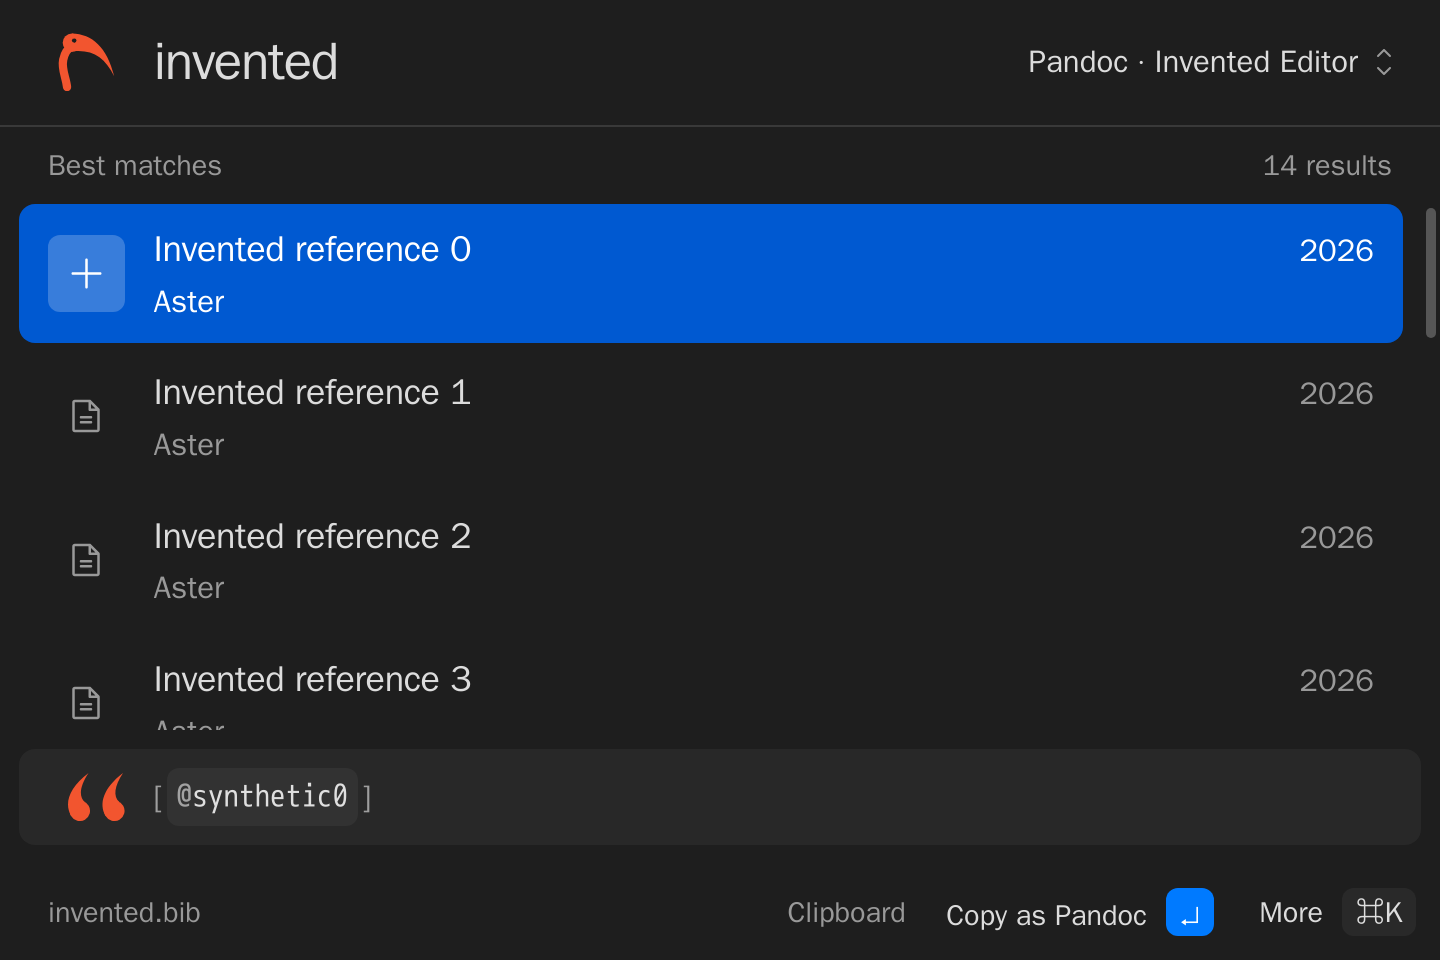 invented
Pandoc · Invented Editor
Best matches
14 results
Invented reference 0
2026
Aster
Invented reference 1
2026
Aster
Invented reference 2
2026
Aster
Invented reference 3
2026
Aster
[@synthetic0]
invented.bib
Clipboard
Copy as Pandoc
More
⌘K